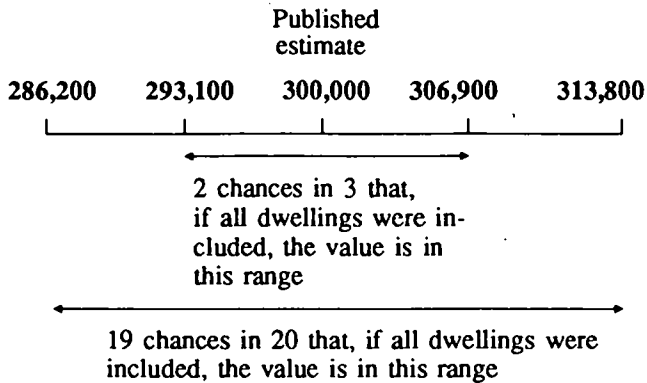 Published
estimate
286,200 293,100 300,000 306,900 313,800
2 chances in 3 that,
if all dwellings were in-
cluded, the value is in
this range
19 chances in 20 that, if all dwellings were
included, the value is in this range